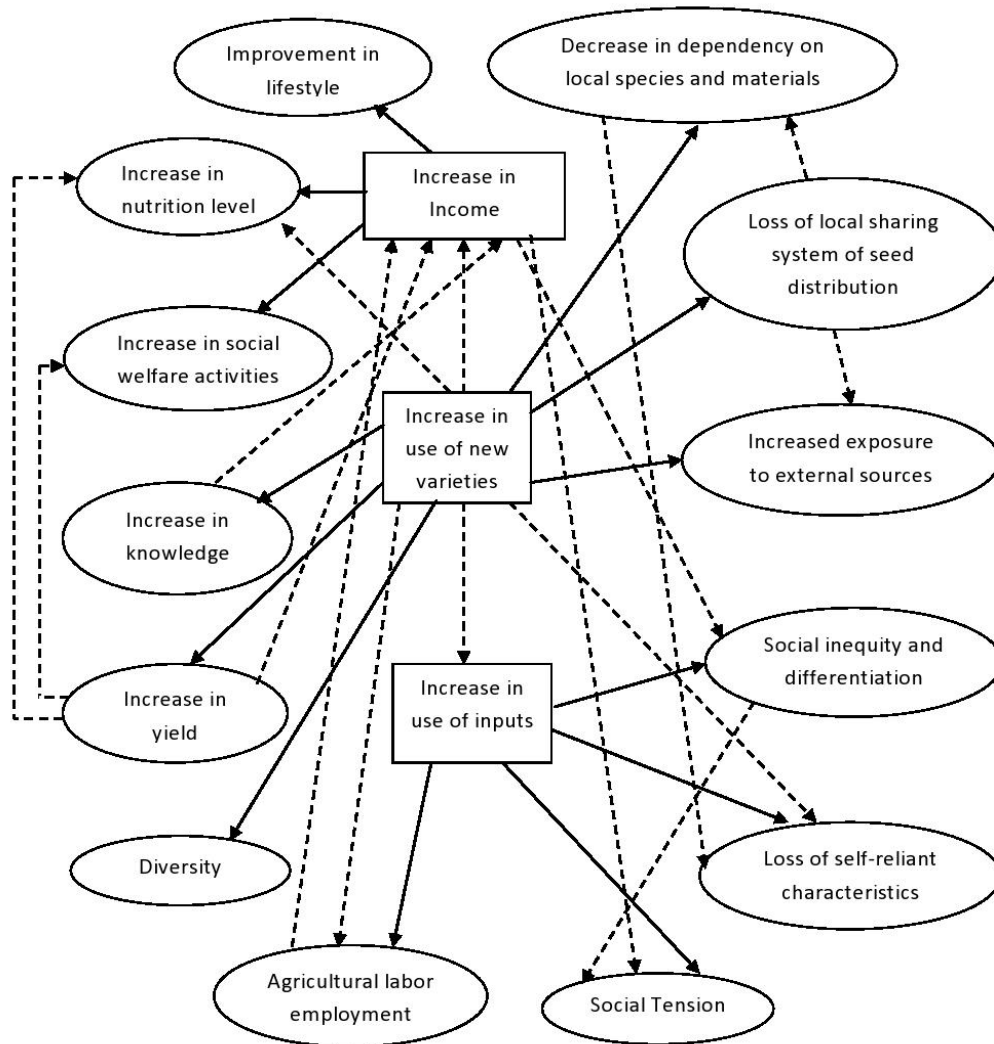 Improvement in
lifestyle
Decrease in dependency on
local species and materials
Increase in
nutrition level
Increase in
Income
Loss of local sharing
system of seed
distribution
Increase in social
welfare activities
Increase in
use of new
varieties
Increased exposure
to external sources
Increase in
knowledge
Social inequity and
differentiation
Increase in
yield
Increase in
use of inputs
Diversity
Loss of self-reliant
characteristics
Agricultural labor
employment
Social Tension